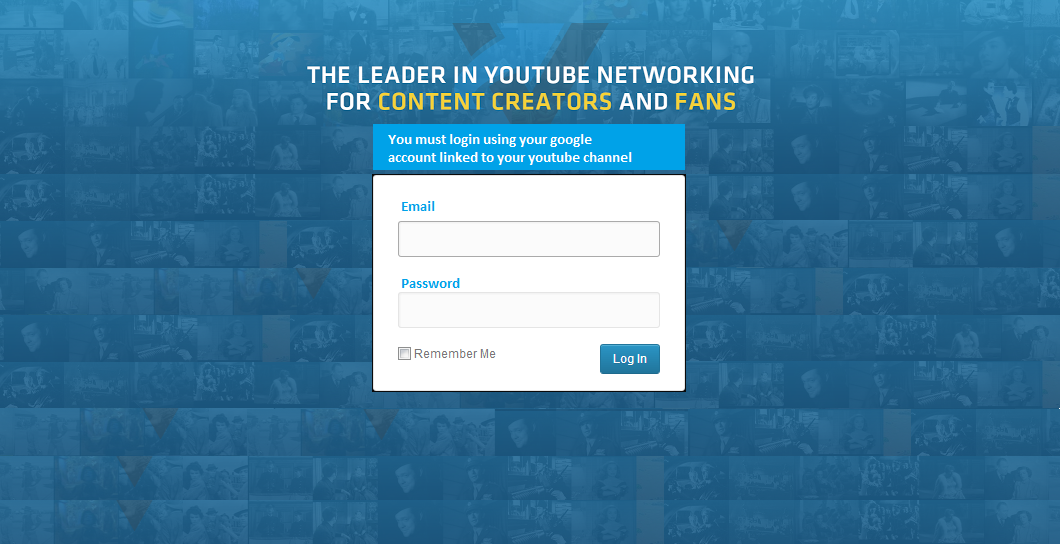 THE LEADER IN YOUTUBE NETWORKING
FOR CONTENT CREATORS AND FANS
You must login using your google
account linked to your youtube channel
Email
Password
Remember Me
Log In